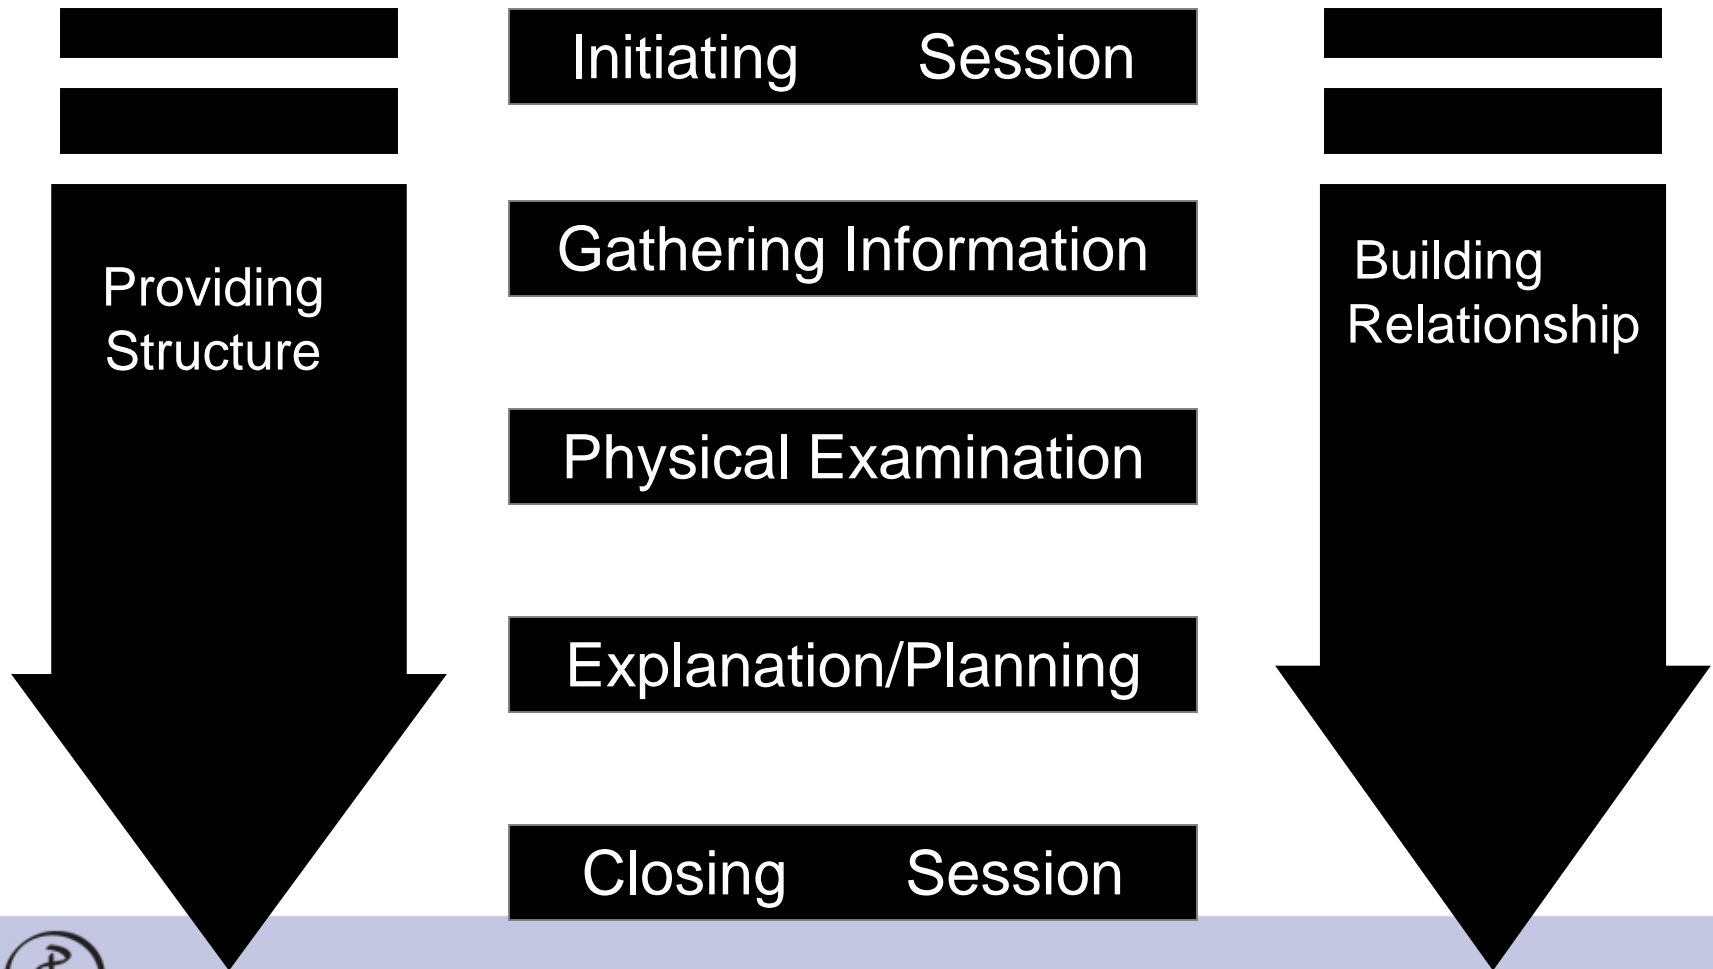 Initiating Session
Gathering Information
Providing
Structure
Building
Relationship
Physical Examination
Explanation/Planning
Closing Session